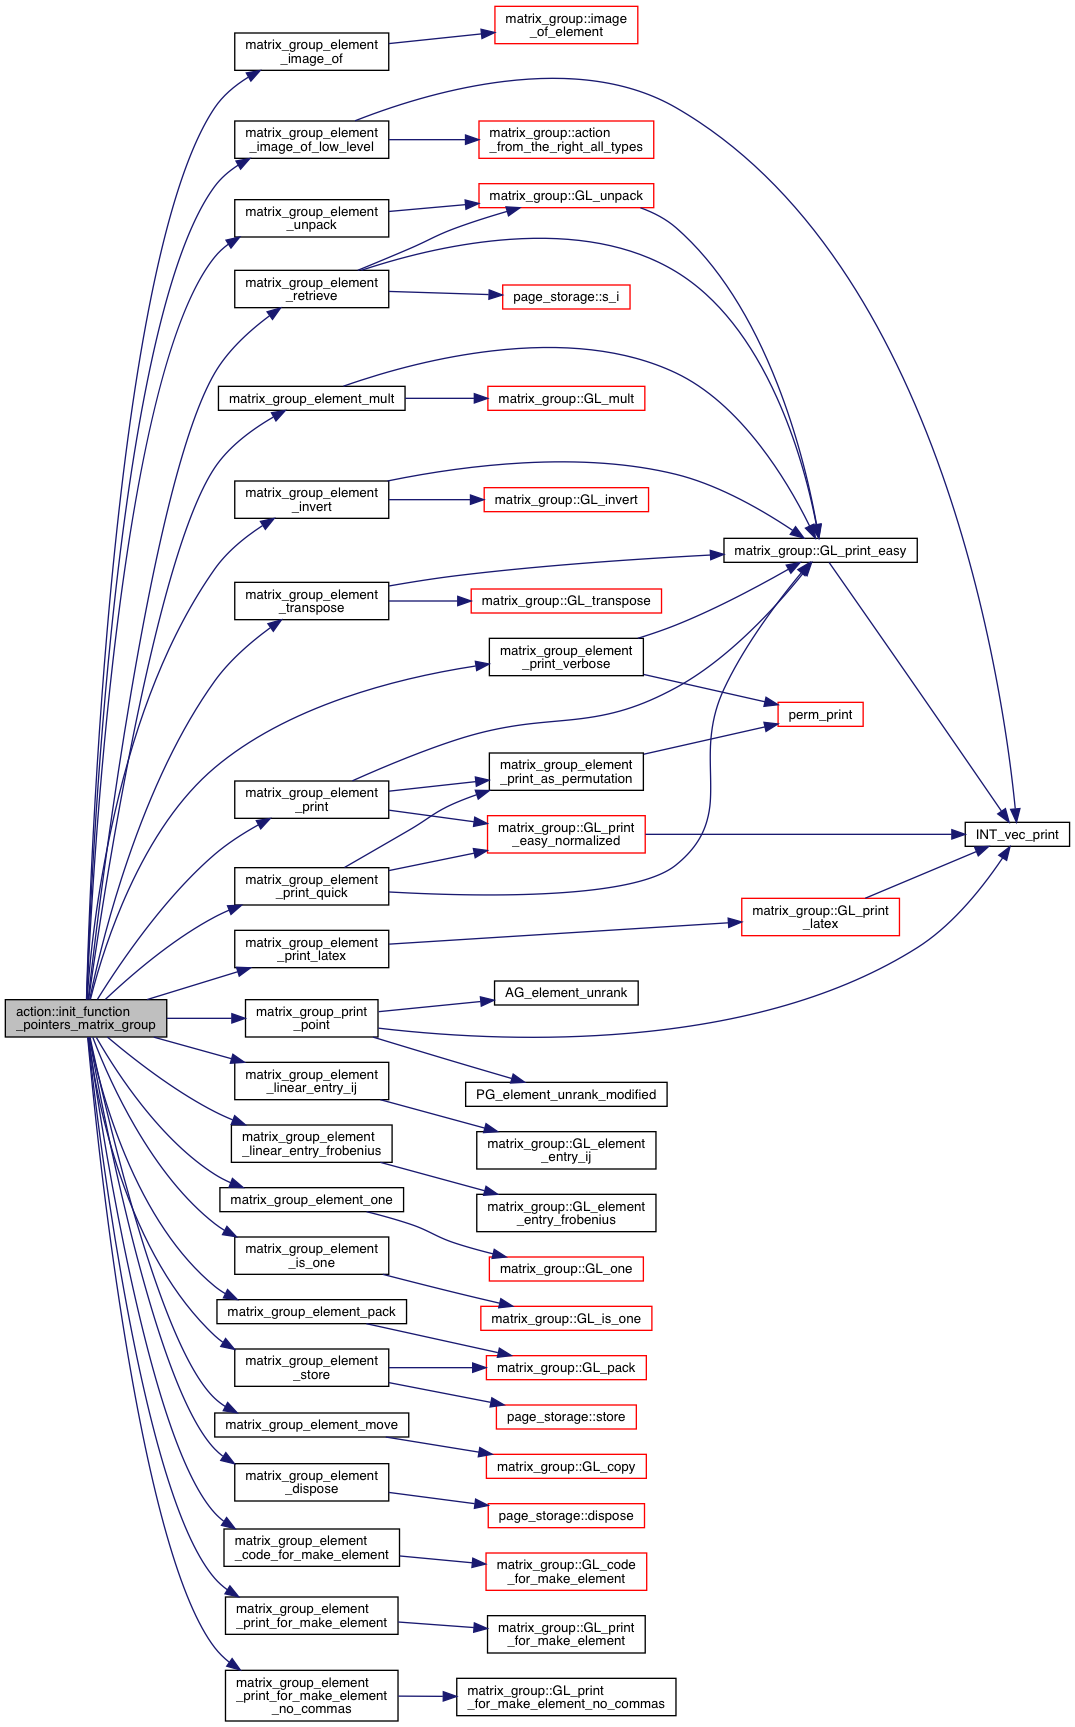 matrix_group::image
_of_element
matrix_group_element
_image_of
matrix_group_element
_image_of_low_level
matrix_group::action
_from_the_right_all_types
matrix_group::GL_unpack
matrix_group_element
_unpack
matrix_group_element
_retrieve
page_storage::s_i
matrix_group_element_mult
matrix_group::GL_mult
matrix_group_element
_invert
matrix_group::GL_invert
matrix_group::GL_print_easy
matrix_group_element
_transpose
matrix_group::GL_transpose
matrix_group_element
_print_verbose
perm_print
matrix_group_element
_print_as_permutation
matrix_group_element
_print
matrix_group::GL_print
_easy_normalized
INT_vec_print
matrix_group_element
_print_quick
matrix_group::GL_print
_latex
matrix_group_element
_print_latex
AG_element_unrank
action::init_function
_pointers_matrix_group
matrix_group_print
_point
PG_element_unrank_modified
matrix_group_element
_linear_entry_ij
matrix_group::GL_element
_entry_ij
matrix_group_element
_linear_entry_frobenius
matrix_group::GL_element
_entry_frobenius
matrix_group_element_one
matrix_group::GL_one
matrix_group_element
_is_one
matrix_group::GL_is_one
matrix_group_element_pack
matrix_group::GL_pack
matrix_group_element
_store
page_storage::store
matrix_group_element_move
matrix_group::GL_copy
matrix_group_element
_dispose
page_storage::dispose
matrix_group_element
_code_for_make_element
matrix_group::GL_code
_for_make_element
matrix_group_element
_print_for_make_element
matrix_group::GL_print
_for_make_element
matrix_group_element
_print_for_make_element
_no_commas
matrix_group::GL_print
_for_make_element_no_commas